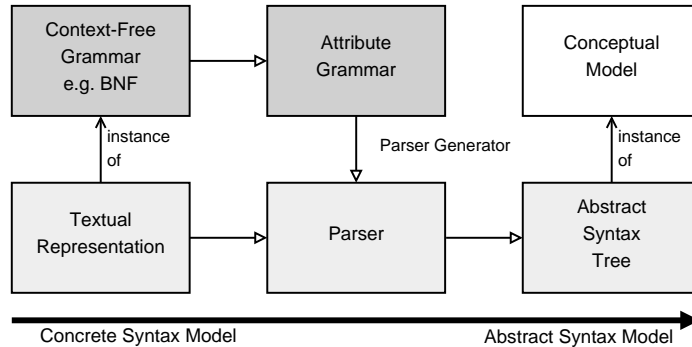 Context-Free
Grammar
e.g. BNF
Attribute
Grammar
Conceptual
Model
instance
of
Parser Generator
instance
of
Textual
Representation
Parser
Abstract
Syntax
Tree
Concrete Syntax Model
Abstract Syntax Model